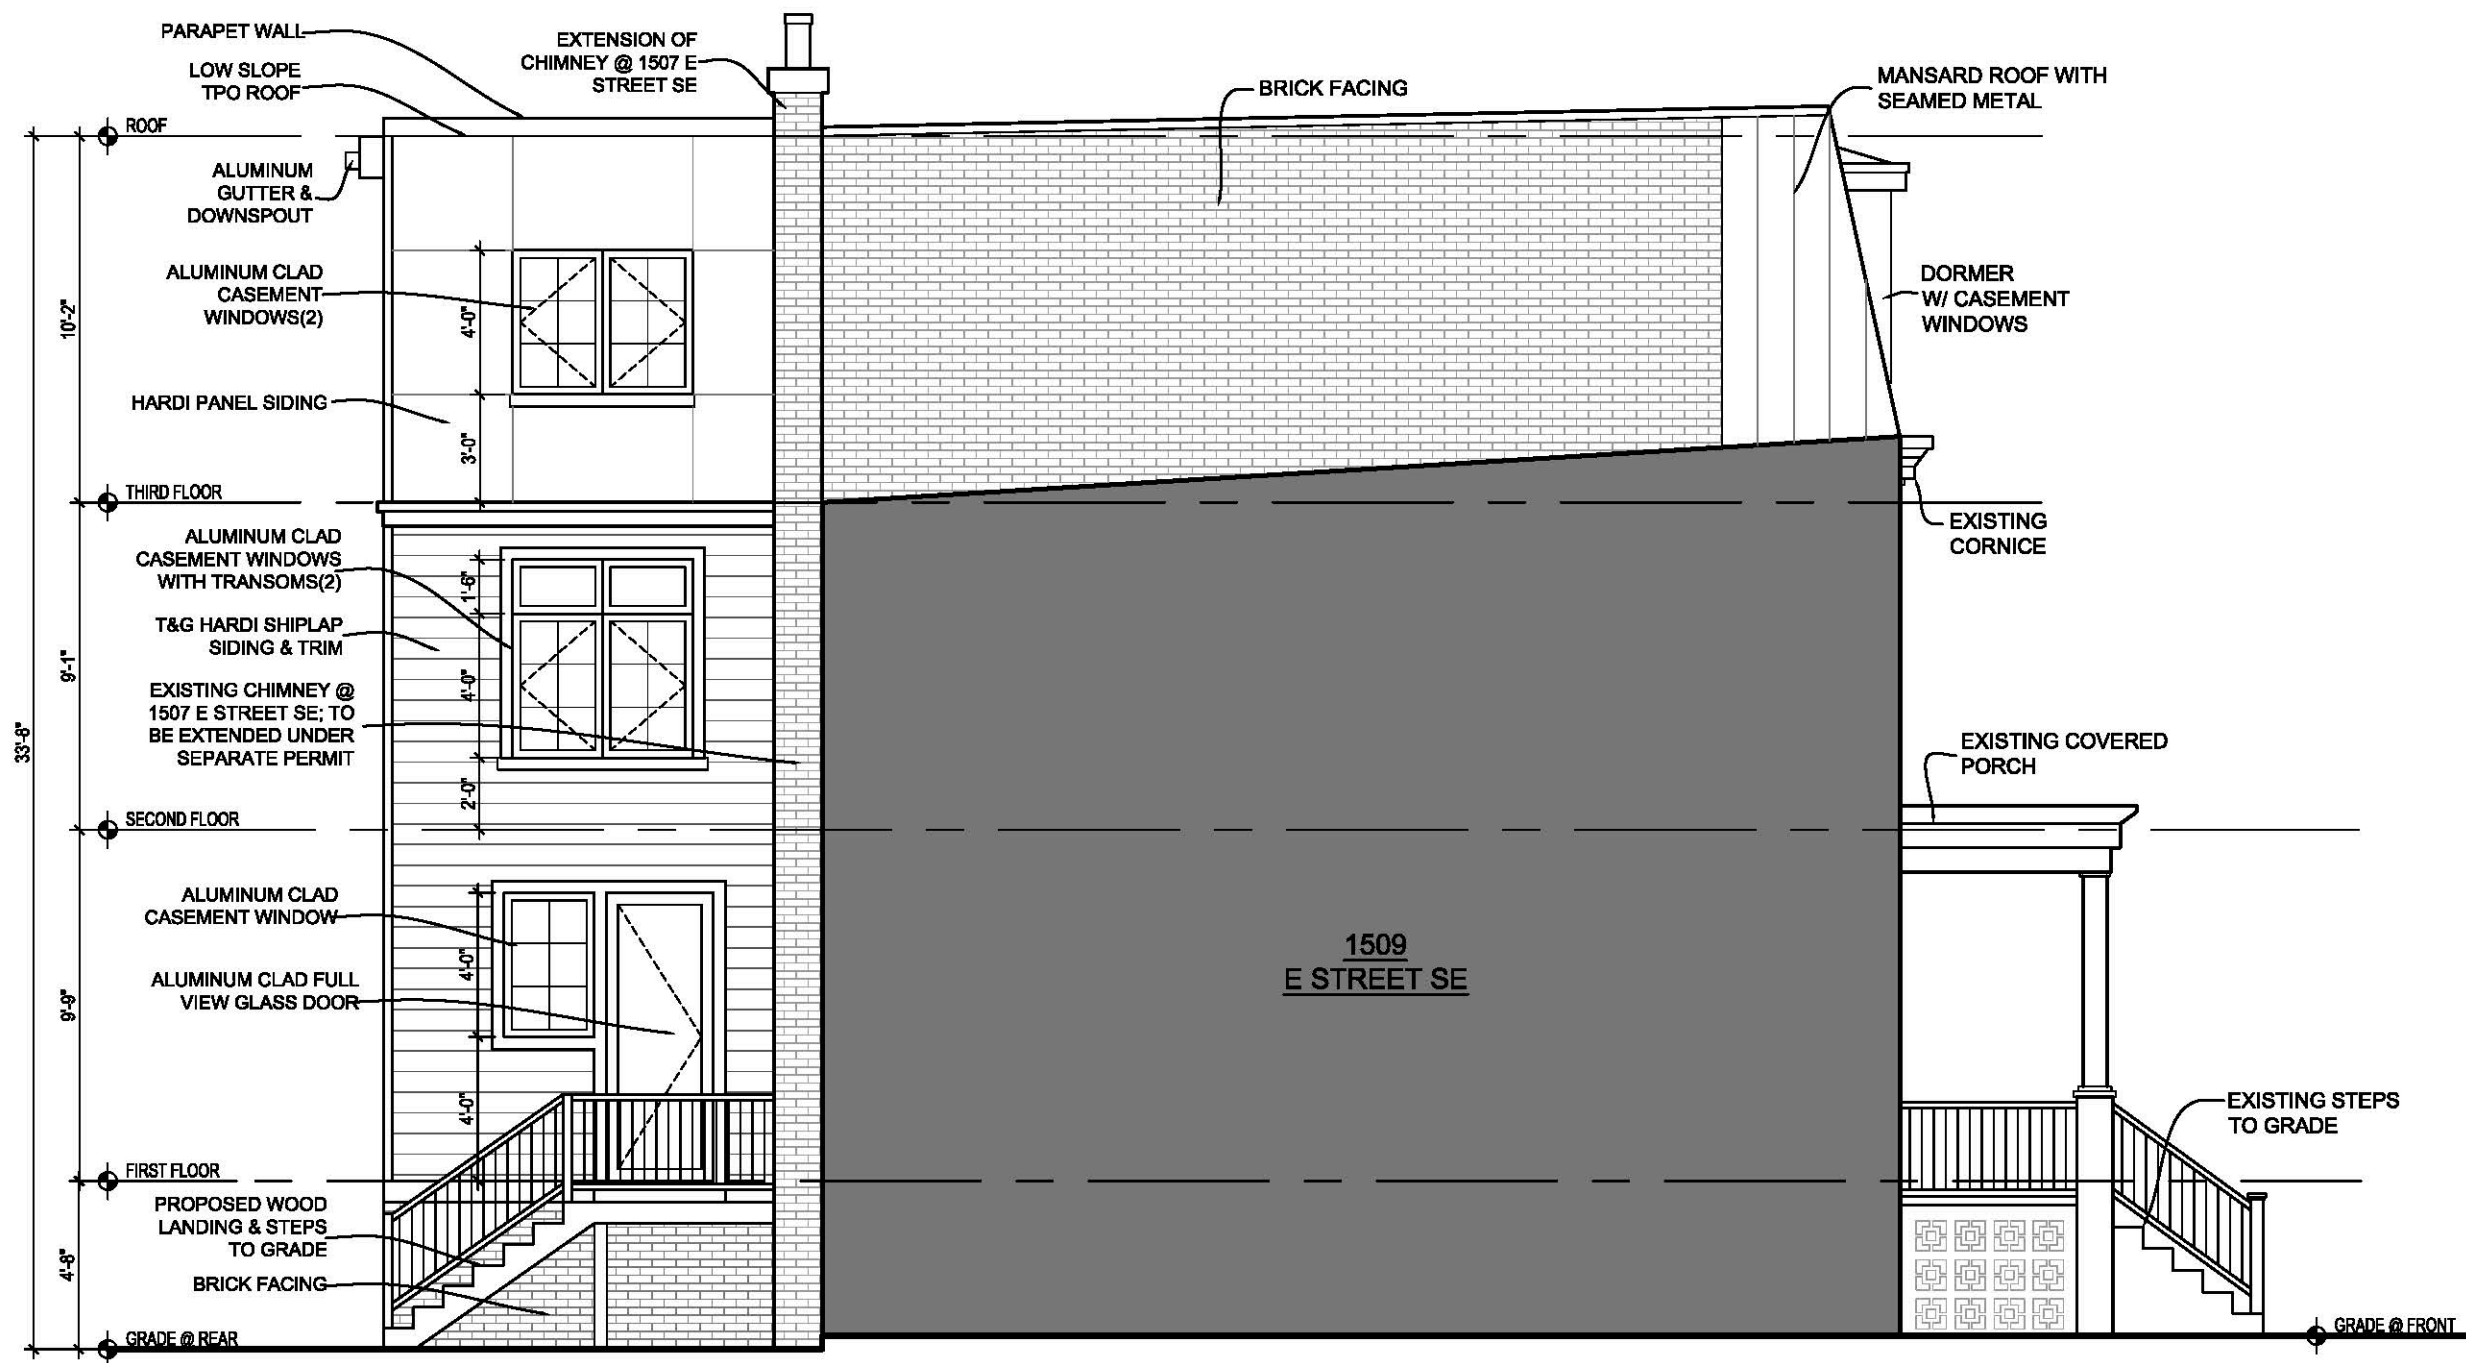 PARAPET WALL
LOW SLOPE
TPO ROOF
EXTENSION OF
CHIMNEY @ 1507 E
STREET SE
BRICK FACING
MANSARD ROOF WITH
SEAMED METAL
ROOF
ALUMINUM
GUTTER &
DOWNSPOUT
ALUMINUM CLAD
CASEMENT
WINDOWS(2)
DORMER
W/ CASEMENT
WINDOWS
10'-2"
4'-0"
HARDI PANEL SIDING
3'-0"
THIRD FLOOR
EXISTING
CORNICE
ALUMINUM CLAD
CASEMENT WINDOWS
WITH TRANSOMS(2)
1'-6"
T&G HARDI SHIPLAP
SIDING & TRIM
9'-1"
4'-0"
EXISTING CHIMNEY @
1507 E STREET SE; TO
BE EXTENDED UNDER
SEPARATE PERMIT
33'-8"
2'-0"
EXISTING COVERED
PORCH
SECOND FLOOR
ALUMINUM CLAD
CASEMENT WINDOW
4'-0"
1509
E STREET SE
ALUMINUM CLAD FULL
VIEW GLASS DOOR
9'-9"
4'-0"
EXISTING STEPS
TO GRADE
FIRST FLOOR
PROPOSED WOOD
LANDING & STEPS
TO GRADE
4'-8"
BRICK FACING
GRADE @ REAR
GRADE @ FRONT